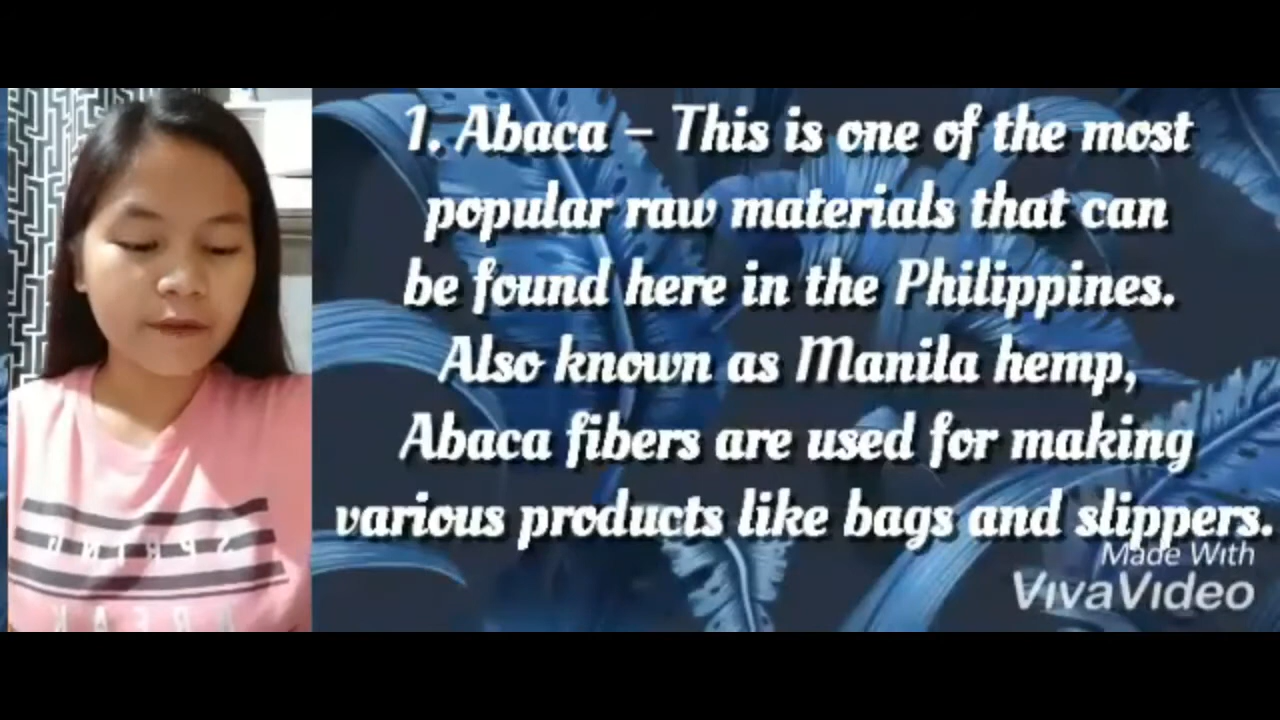 1. Abaca – This is one of the most
popular raw materials that can
be found here in the Philippines.
Also known as Manila hemp,
Abaca fibers are used for making
various products like bags and slippers.
Made With
VivaVideo
SPRING
BREAK